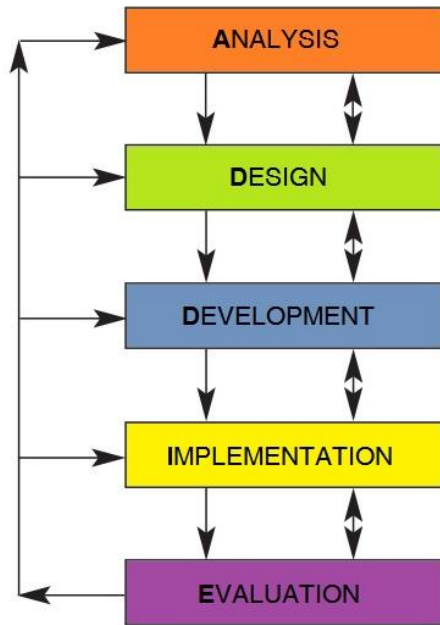 ANALYSIS
DESIGN
DEVELOPMENT
IMPLEMENTATION
EVALUATION